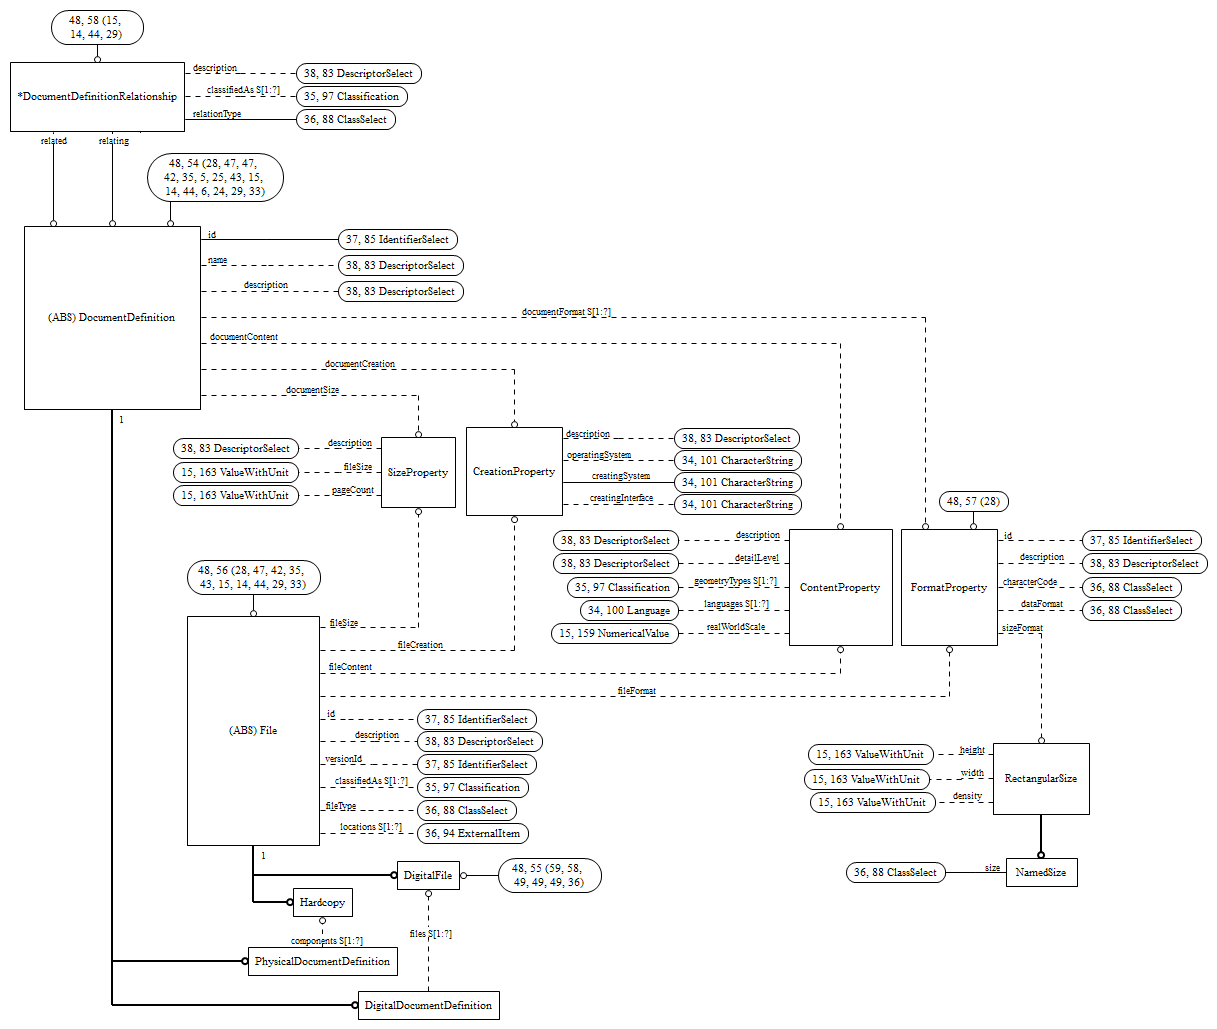 48, 58 (15,
14, 44, 29)
*DocumentDefinitionRelationship
description
38, 83 DescriptorSelect
classifiedAs S[1:?]
35, 97 Classification
relationType
36, 88 ClassSelect
related
relating
48, 54 (28, 47, 47,
42, 35, 5, 25, 43, 15,
14, 44, 6, 24, 29, 33)
(ABS) DocumentDefinition
id
37, 85 IdentifierSelect
name
38, 83 DescriptorSelect
description
38, 83 DescriptorSelect
documentFormat S[1:?]
documentContent
documentCreation
documentSize
1
38, 83 DescriptorSelect
description
15, 163 ValueWithUnit
fileSize
15, 163 ValueWithUnit
pageCount
SizeProperty
CreationProperty
description
38, 83 DescriptorSelect
operatingSystem
34, 101 CharacterString
creatingSystem
34, 101 CharacterString
creatingInterface
34, 101 CharacterString
48, 57 (28)
38, 83 DescriptorSelect
description
38, 83 DescriptorSelect
detailLevel
35, 97 Classification
geometryTypes S[1:?]
34, 100 Language
languages S[1:?]
15, 159 NumericalValue
realWorldScale
ContentProperty
FormatProperty
id
37, 85 IdentifierSelect
description
38, 83 DescriptorSelect
characterCode
36, 88 ClassSelect
dataFormat
36, 88 ClassSelect
sizeFormat
48, 56 (28, 47, 42, 35,
43, 15, 14, 44, 29, 33)
(ABS) File
fileSize
fileCreation
fileContent
fileFormat
id
37, 85 IdentifierSelect
description
38, 83 DescriptorSelect
versionId
37, 85 IdentifierSelect
classifiedAs S[1:?]
35, 97 Classification
fileType
36, 88 ClassSelect
locations S[1:?]
36, 94 ExternalItem
1
15, 163 ValueWithUnit
height
15, 163 ValueWithUnit
width
15, 163 ValueWithUnit
density
RectangularSize
36, 88 ClassSelect
size
NamedSize
DigitalFile
48, 55 (59, 58,
49, 49, 49, 36)
Hardcopy
components S[1:?]
files S[1:?]
PhysicalDocumentDefinition
DigitalDocumentDefinition